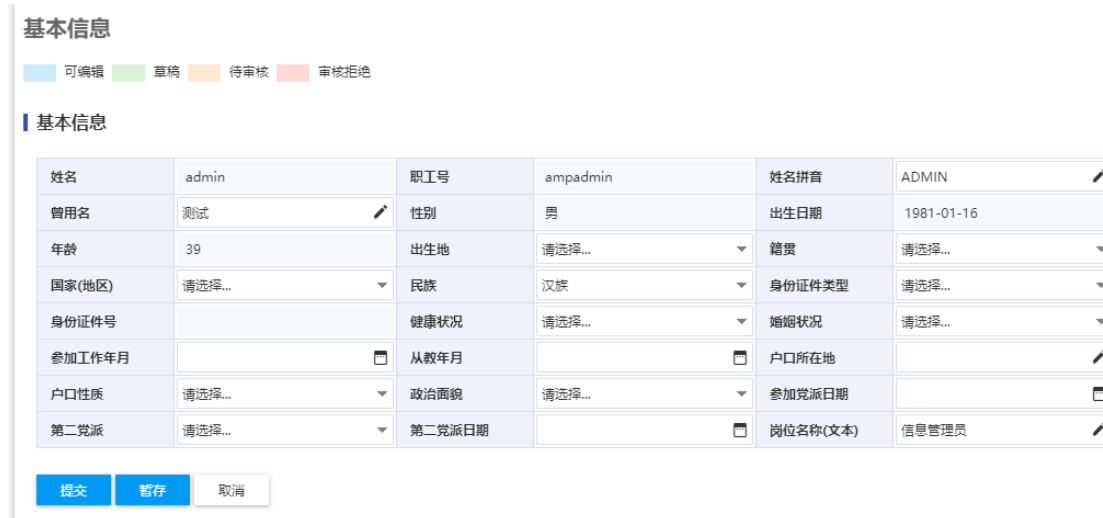 基本信息
可编辑 草稿 待审核 审核拒绝
基本信息
姓名 admin 职工号 ampadmin 姓名拼音 ADMIN
曾用名 测试 性别 男 出生日期 1981-01-16
年龄 39 出生地 请选择... 籍贯 请选择...
国家(地区) 请选择... 民族 汉族 身份证件类型 请选择...
身份证件号 健康状况 请选择... 婚姻状况 请选择...
参加工作年月 从教年月 户口所在地
户口性质 请选择... 政治面貌 请选择... 参加党派日期
第二党派 请选择... 第二党派日期 岗位名称(文本) 信息管理员
提交 暂存 取消